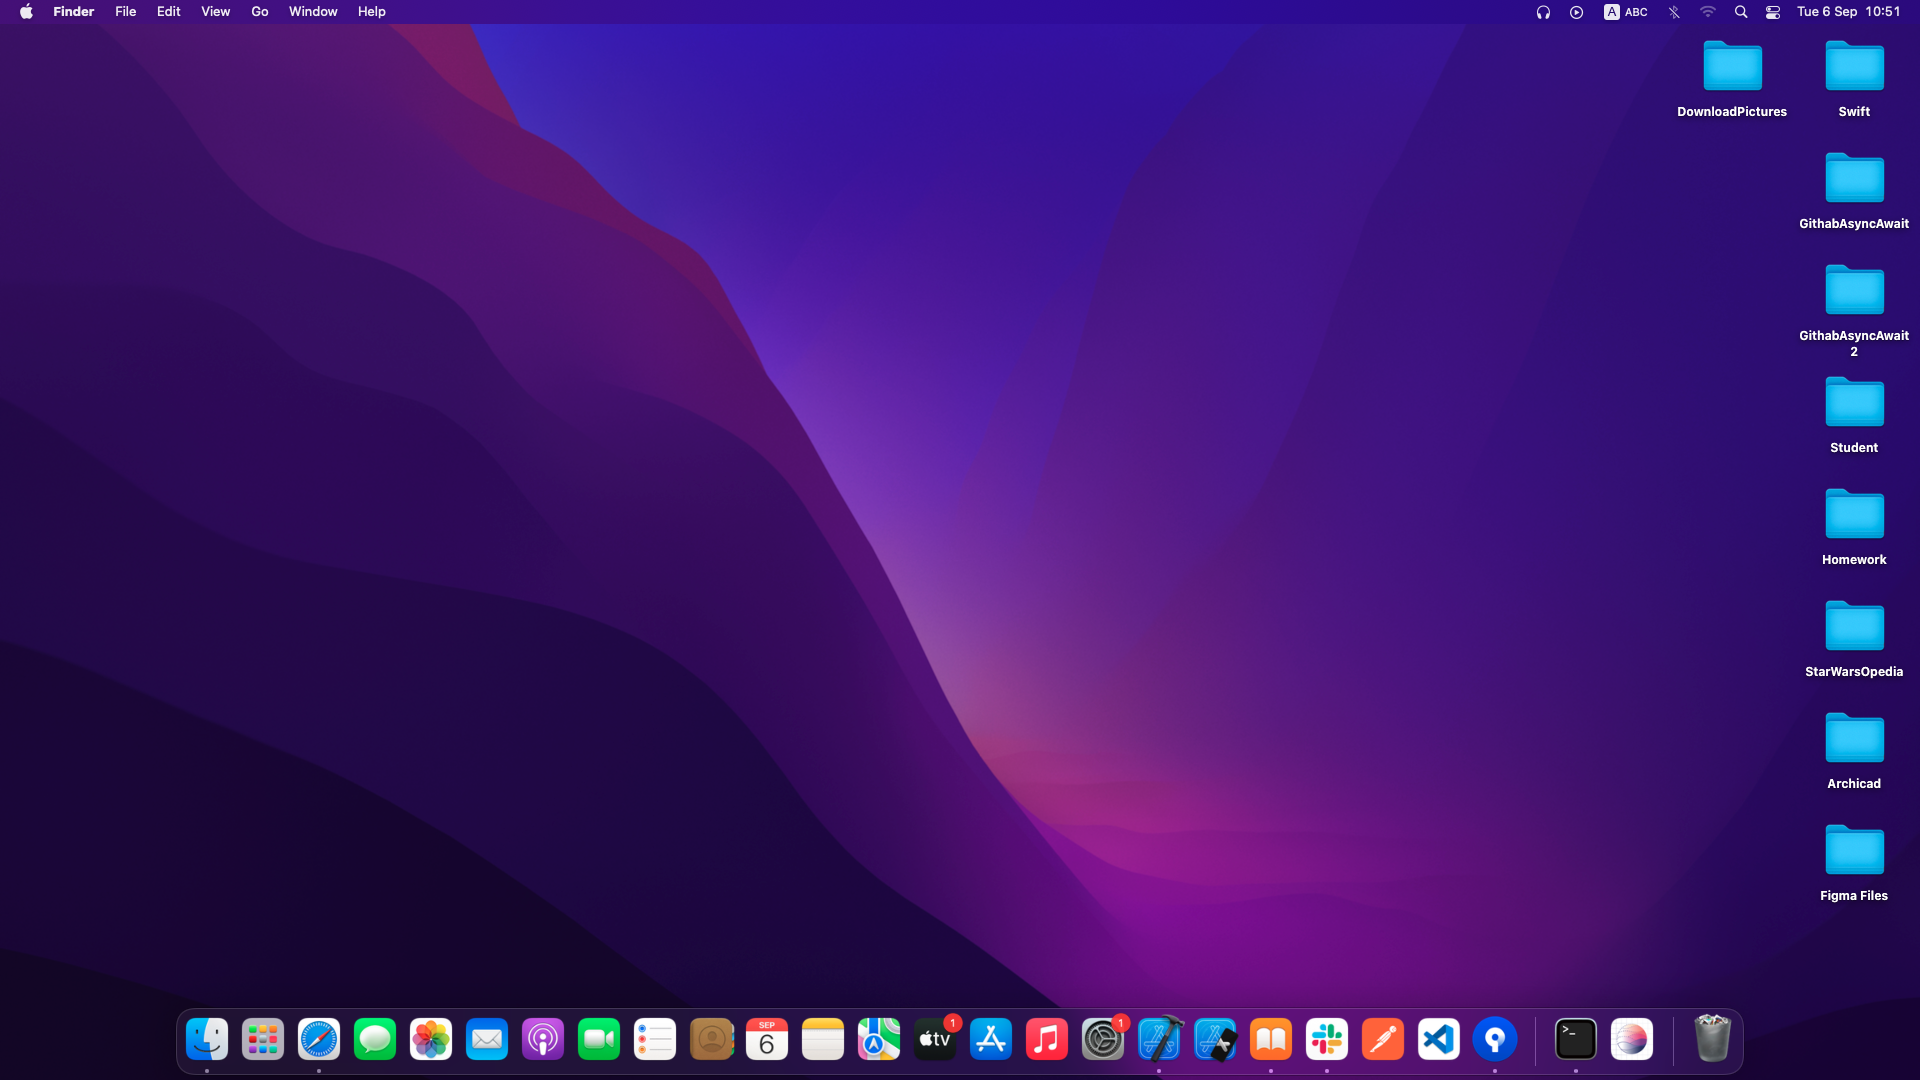 Finder File Edit View Go Window Help A ABC Tue 6 Sep 10:51
DownloadPictures Swift
GithabAsyncAwait
GithabAsyncAwait
2
Student
Homework
StarWarsOpedia
Archicad
Figma Files
SEP
6
tv
1
1
>_